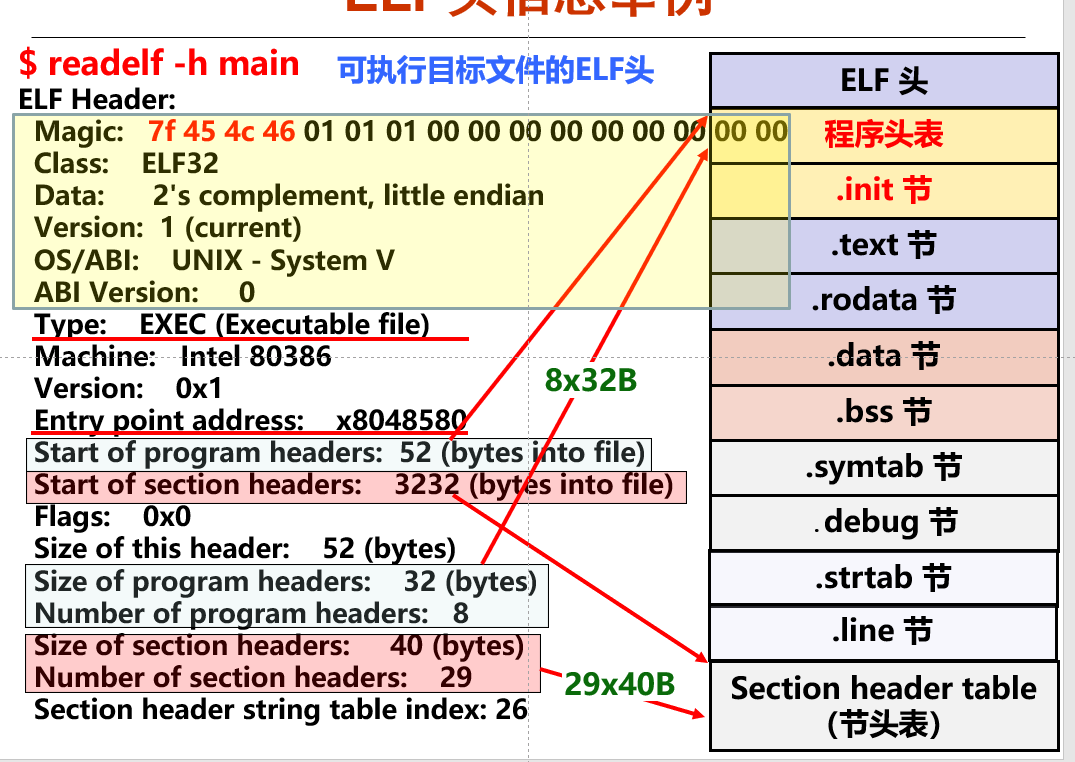 $ readelf -h main
可执行目标文件的ELF头
ELF Header:
Magic: 7f 45 4c 46 01 01 01 00 00 00 00 00 00 00 00 00
Class: ELF32
Data: 2's complement, little endian
Version: 1 (current)
OS/ABI: UNIX - System V
ABI Version: 0
Type: EXEC (Executable file)
Machine: Intel 80386
Version: 0x1
Entry point address: x8048580
Start of program headers: 52 (bytes into file)
Start of section headers: 3232 (bytes into file)
Flags: 0x0
Size of this header: 52 (bytes)
Size of program headers: 32 (bytes)
Number of program headers: 8
Size of section headers: 40 (bytes)
Number of section headers: 29
Section header string table index: 26
8x32B
29x40B
ELF 头
程序头表
.init 节
.text 节
.rodata 节
.data 节
.bss 节
.symtab 节
.debug 节
.strtab 节
.line 节
Section header table
(节头表)